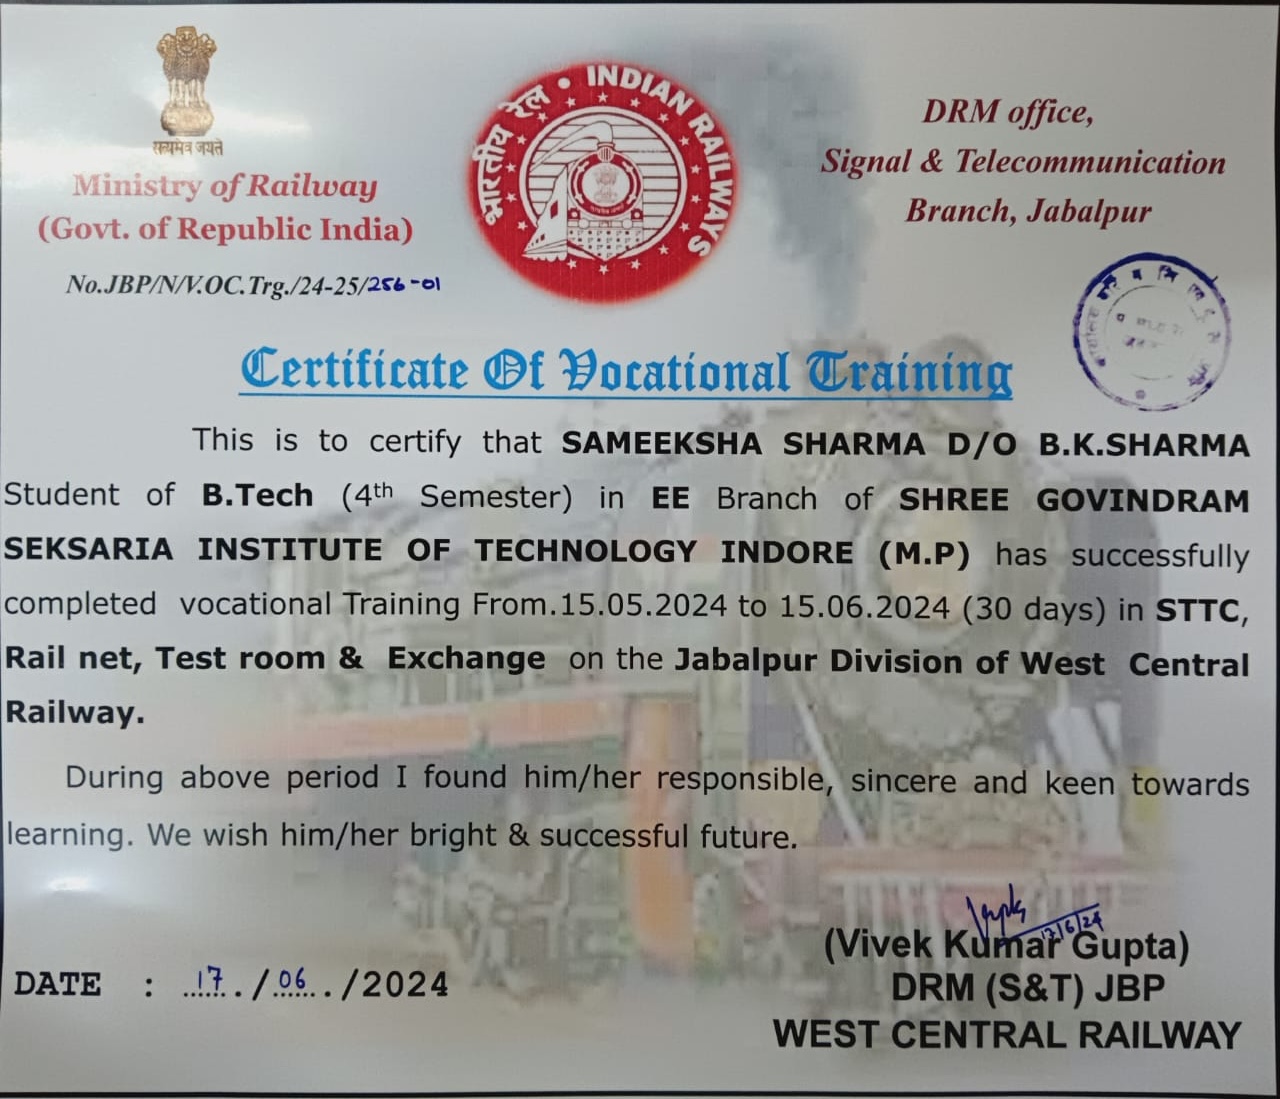 सत्यमेव जयते
Ministry of Railway
(Govt. of Republic India)
No.JBP/N/V.OC.Trg./24-25/256-01
भारतीय रेल • INDIAN RAILWAYS
DRM office,
Signal & Telecommunication
Branch, Jabalpur
Certificate Of Vocational Training
This is to certify that SAMEEKSHA SHARMA D/O B.K.SHARMA
Student of B.Tech (4th Semester) in EE Branch of SHREE GOVINDRAM
SEKSARIA INSTITUTE OF TECHNOLOGY INDORE (M.P) has successfully
completed vocational Training From.15.05.2024 to 15.06.2024 (30 days) in STTC,
Rail net, Test room & Exchange on the Jabalpur Division of West Central
Railway.
During above period I found him/her responsible, sincere and keen towards
learning. We wish him/her bright & successful future.
17/6/24
(Vivek Kumar Gupta)
DATE : 17./06../2024
DRM (S&T) JBP
WEST CENTRAL RAILWAY